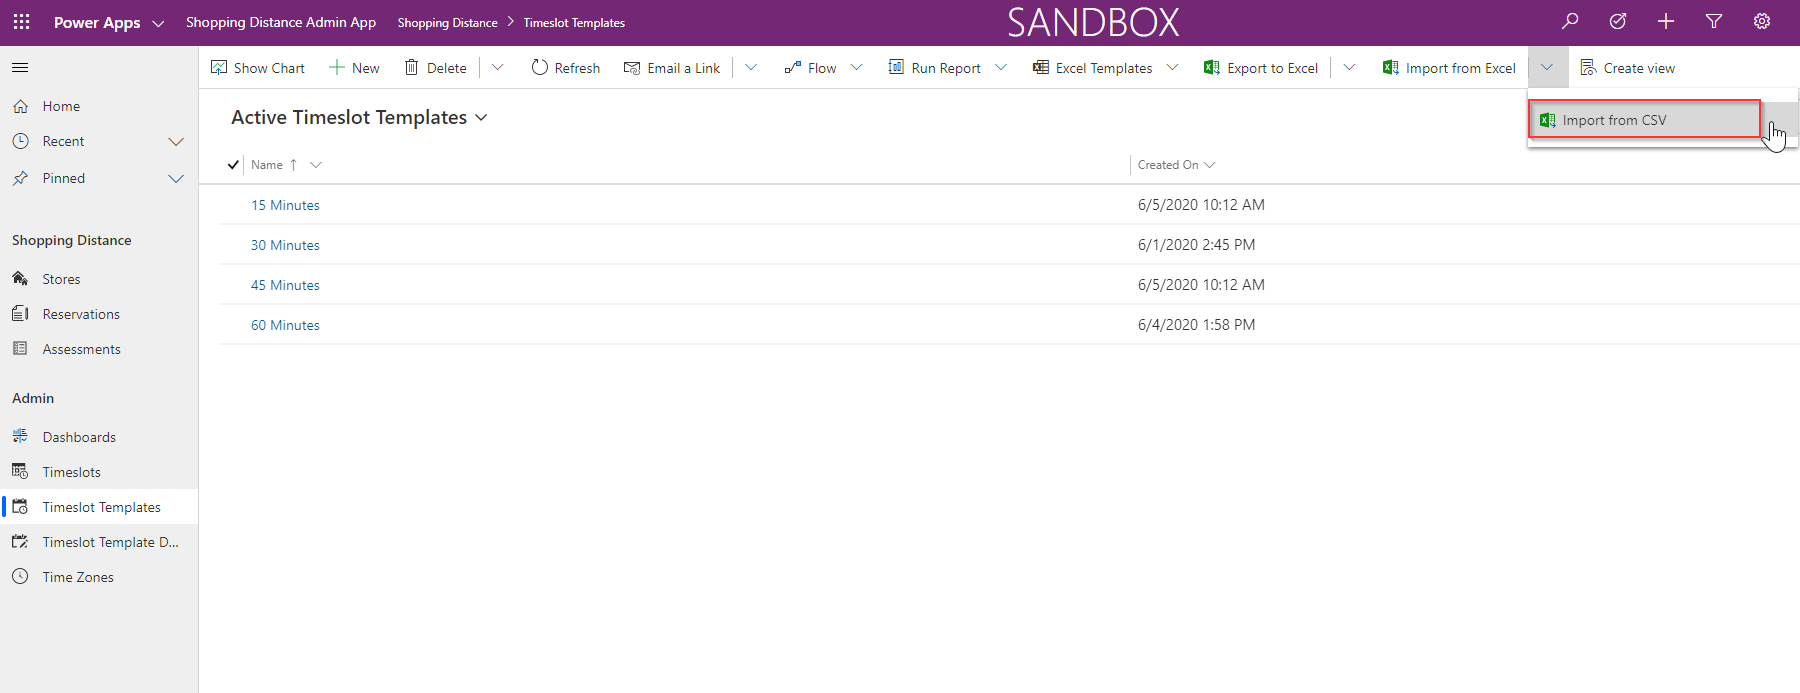 Power Apps Shopping Distance Admin App Shopping Distance Timeslot Templates SANDBOX
Show Chart New Delete Refresh Email a Link Flow Run Report Excel Templates Export to Excel Import from Excel Create view
Import from CSV
Home
Recent
Pinned
Shopping Distance
Stores
Reservations
Assessments
Admin
Dashboards
Timeslots
Timeslot Templates
Timeslot Template D...
Time Zones
Active Timeslot Templates
Name Created On
15 Minutes 6/5/2020 10:12 AM
30 Minutes 6/1/2020 2:45 PM
45 Minutes 6/5/2020 10:12 AM
60 Minutes 6/4/2020 1:58 PM